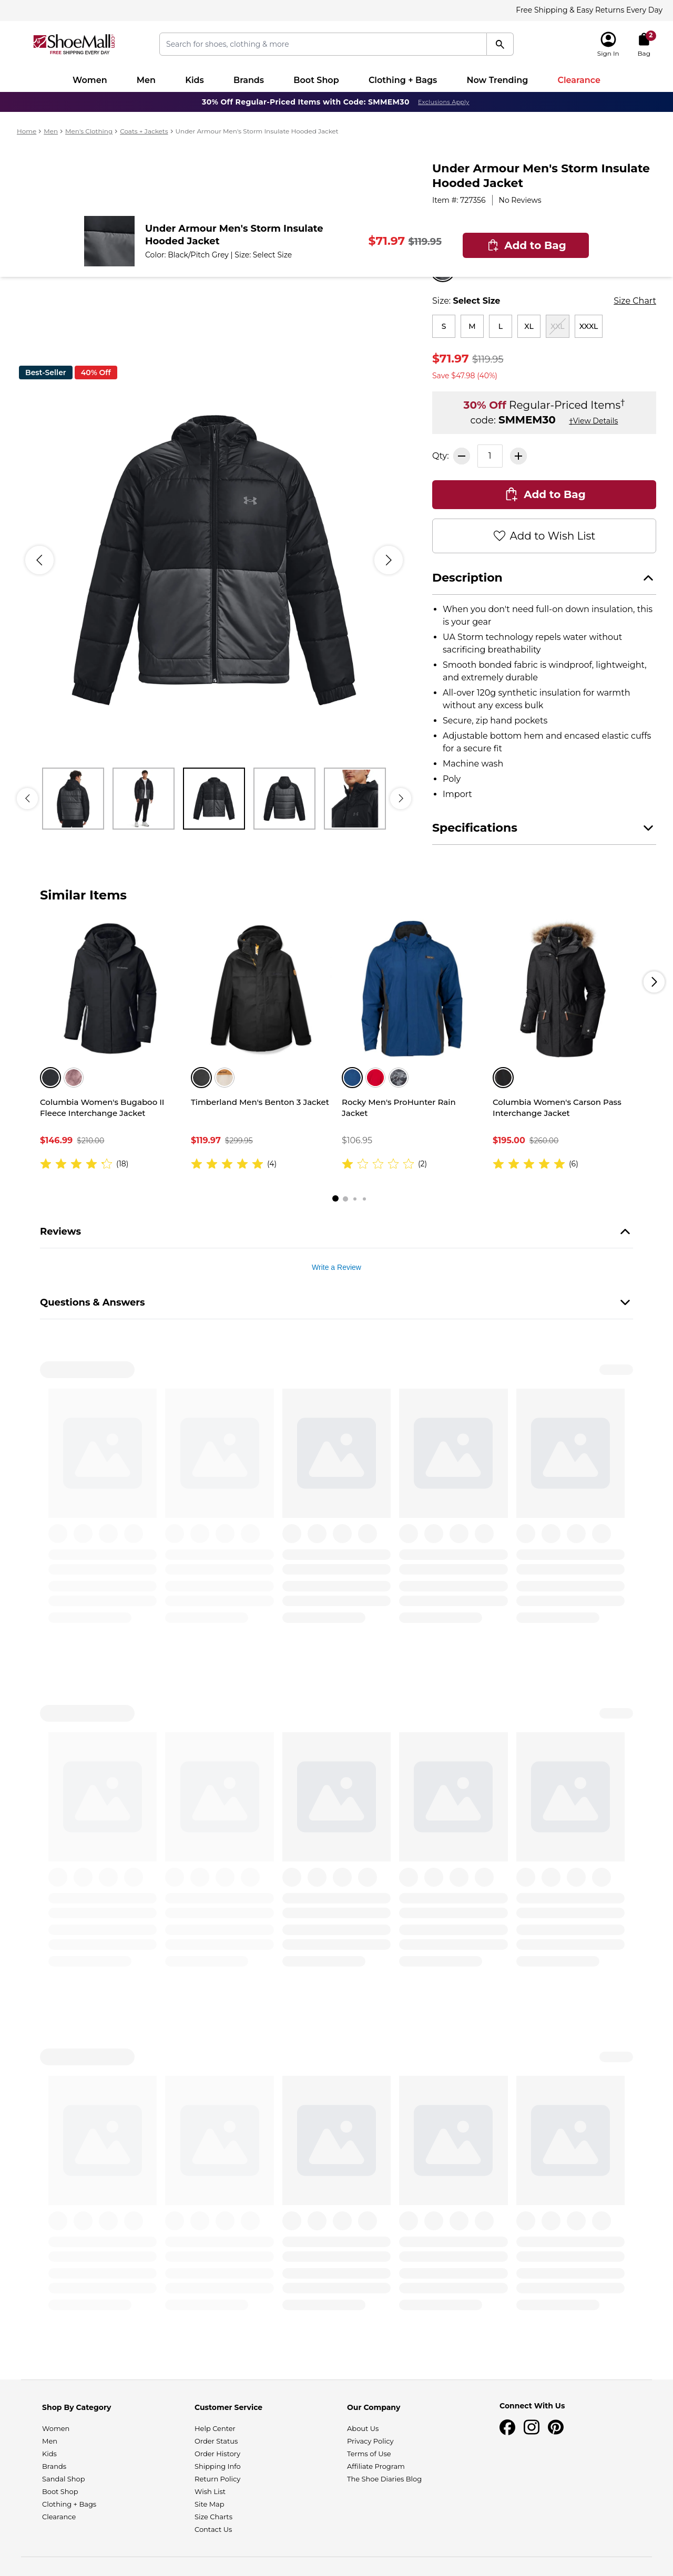 Free Shipping & Easy Returns Every Day
ShoeMall.com
FREE SHIPPING EVERY DAY
Search for shoes, clothing & more
Sign In
2
Bag
Women
Men
Kids
Brands
Boot Shop
Clothing + Bags
Now Trending
Clearance
30% Off Regular-Priced Items with Code: SMMEM30 Exclusions Apply
Home > Men > Men's Clothing > Coats + Jackets > Under Armour Men's Storm Insulate Hooded Jacket
Under Armour Men's Storm Insulate
Hooded Jacket
Item #: 727356 | No Reviews
Under Armour Men's Storm Insulate
Hooded Jacket
Color: Black/Pitch Grey | Size: Select Size
$71.97 $119.95
Add to Bag
Size: Select Size
Size Chart
S
M
L
XL
XXL
XXXL
$71.97 $119.95
Save $47.98 (40%)
Best-Seller
40% Off
30% Off Regular-Priced Items†
code: SMMEM30 †View Details
Qty:
1
Add to Bag
Add to Wish List
Description
• When you don't need full-on down insulation, this
is your gear
• UA Storm technology repels water without
sacrificing breathability
• Smooth bonded fabric is windproof, lightweight,
and extremely durable
• All-over 120g synthetic insulation for warmth
without any excess bulk
• Secure, zip hand pockets
• Adjustable bottom hem and encased elastic cuffs
for a secure fit
• Machine wash
• Poly
• Import
Specifications
Similar Items
Columbia Women's Bugaboo II
Fleece Interchange Jacket
$146.99 $210.00
(18)
Timberland Men's Benton 3 Jacket
$119.97 $299.95
(4)
Rocky Men's ProHunter Rain
Jacket
$106.95
(2)
Columbia Women's Carson Pass
Interchange Jacket
$195.00 $260.00
(6)
Reviews
Write a Review
Questions & Answers
Shop By Category
Women
Men
Kids
Brands
Sandal Shop
Boot Shop
Clothing + Bags
Clearance
Customer Service
Help Center
Order Status
Order History
Shipping Info
Return Policy
Wish List
Site Map
Size Charts
Contact Us
Our Company
About Us
Privacy Policy
Terms of Use
Affiliate Program
The Shoe Diaries Blog
Connect With Us